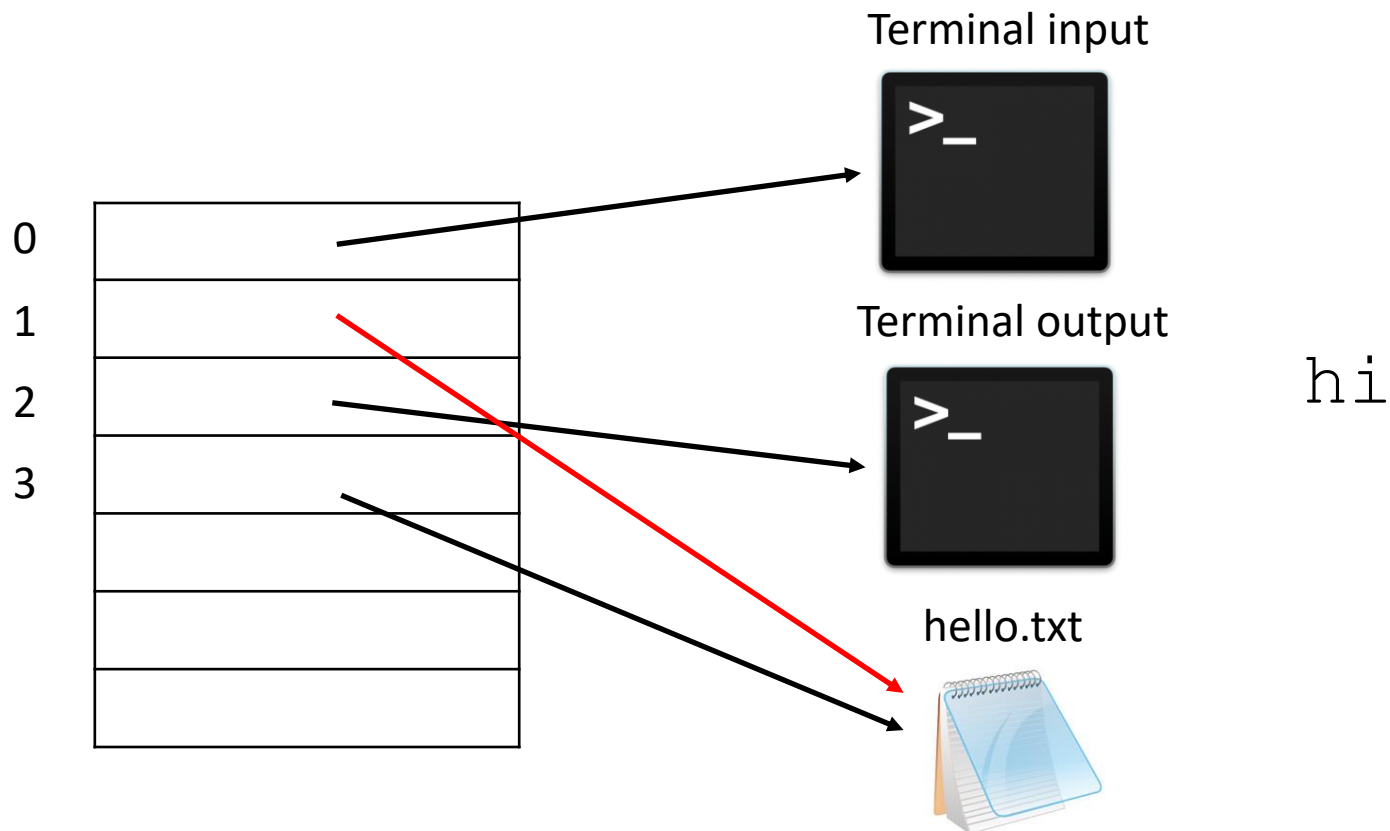 Terminal input
>_
0
1
Terminal output
hi
2
>_
3
hello.txt